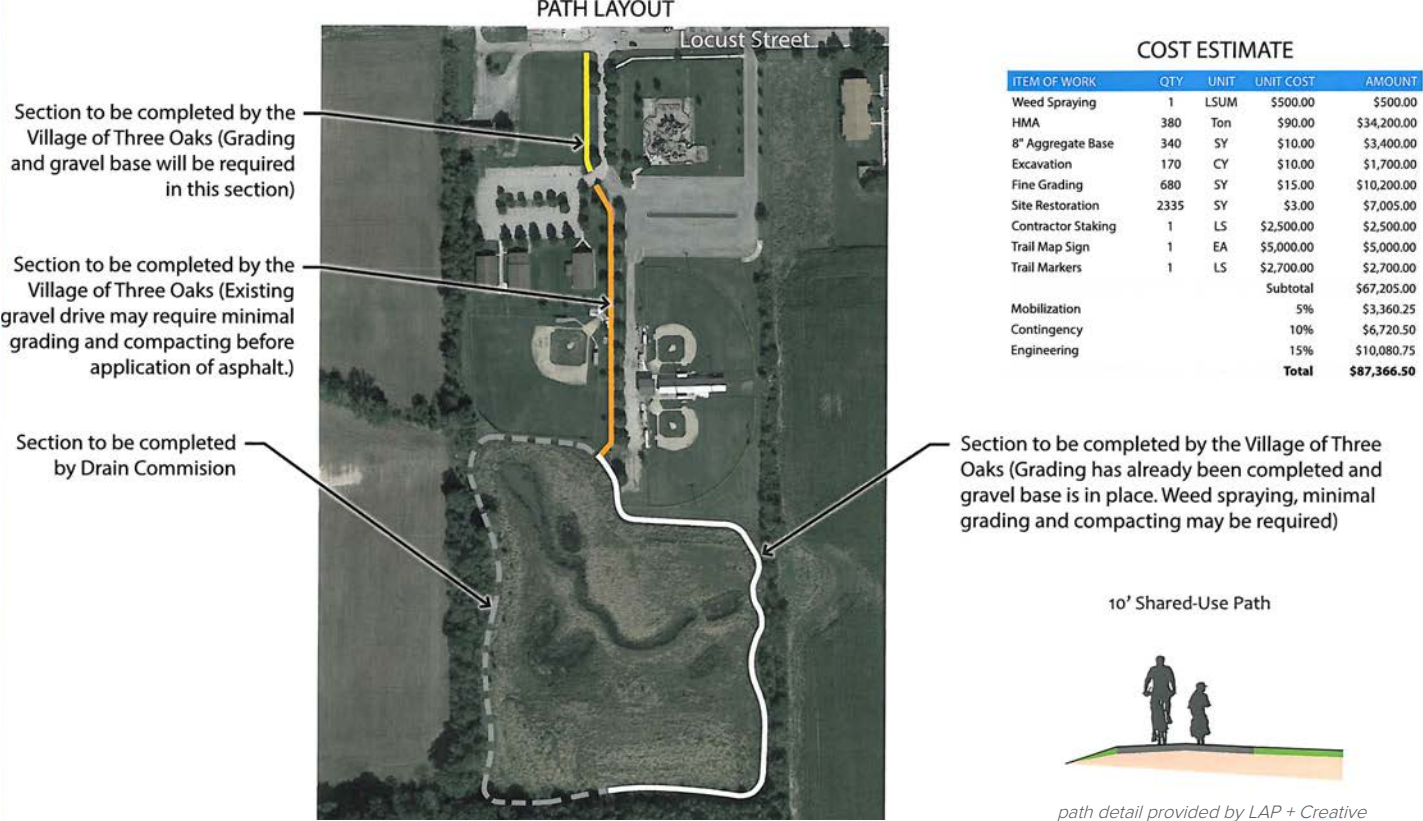 PATH LAYOUT
Locust Street
Section to be completed by the
Village of Three Oaks (Grading
and gravel base will be required
in this section)
Section to be completed by the
Village of Three Oaks (Existing
gravel drive may require minimal
grading and compacting before
application of asphalt.)
Section to be completed
by Drain Commision
COST ESTIMATE
ITEM OF WORK QTY UNIT UNIT COST AMOUNT
Weed Spraying 1 LSUM $500.00 $500.00
HMA 380 Ton $90.00 $34,200.00
8" Aggregate Base 340 SY $10.00 $3,400.00
Excavation 170 CY $10.00 $1,700.00
Fine Grading 680 SY $15.00 $10,200.00
Site Restoration 2335 SY $3.00 $7,005.00
Contractor Staking 1 LS $2,500.00 $2,500.00
Trail Map Sign 1 EA $5,000.00 $5,000.00
Trail Markers 1 LS $2,700.00 $2,700.00
Subtotal $67,205.00
Mobilization 5% $3,360.25
Contingency 10% $6,720.50
Engineering 15% $10,080.75
Total $87,366.50
Section to be completed by the Village of Three
Oaks (Grading has already been completed and
gravel base is in place. Weed spraying, minimal
grading and compacting may be required)
10' Shared-Use Path
path detail provided by LAP + Creative